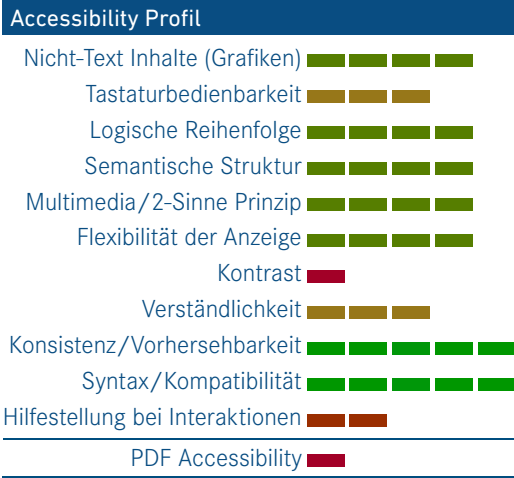 Accessibility Profil
Nicht-Text Inhalte (Grafiken)
Tastaturbedienbarkeit
Logische Reihenfolge
Semantische Struktur
Multimedia/2-Sinne Prinzip
Flexibilität der Anzeige
Kontrast
Verständlichkeit
Konsistenz/Vorhersehbarkeit
Syntax/Kompatibilität
Hilfestellung bei Interaktionen
PDF Accessibility